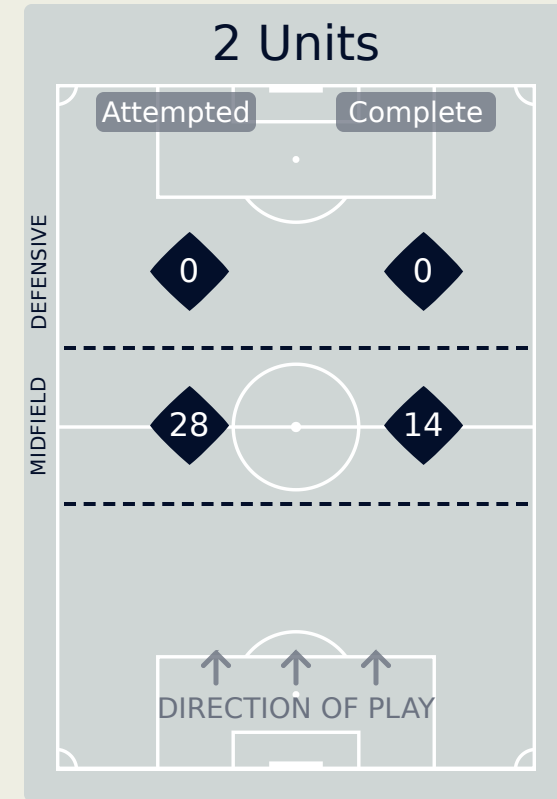 2 Units
Attempted Complete
DEFENSIVE
0 0
MIDFIELD
28 14
DIRECTION OF PLAY